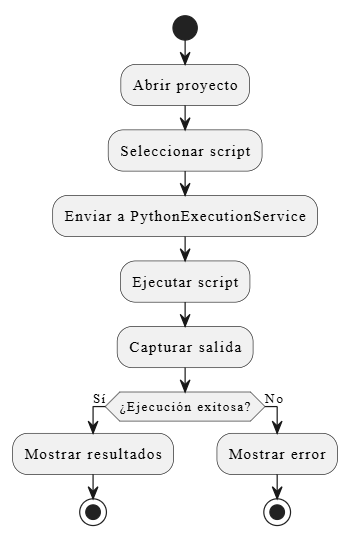 Abrir proyecto
Seleccionar script
Enviar a PythonExecutionService
Ejecutar script
Capturar salida
¿Ejecución exitosa?
Sí
No
Mostrar resultados
Mostrar error